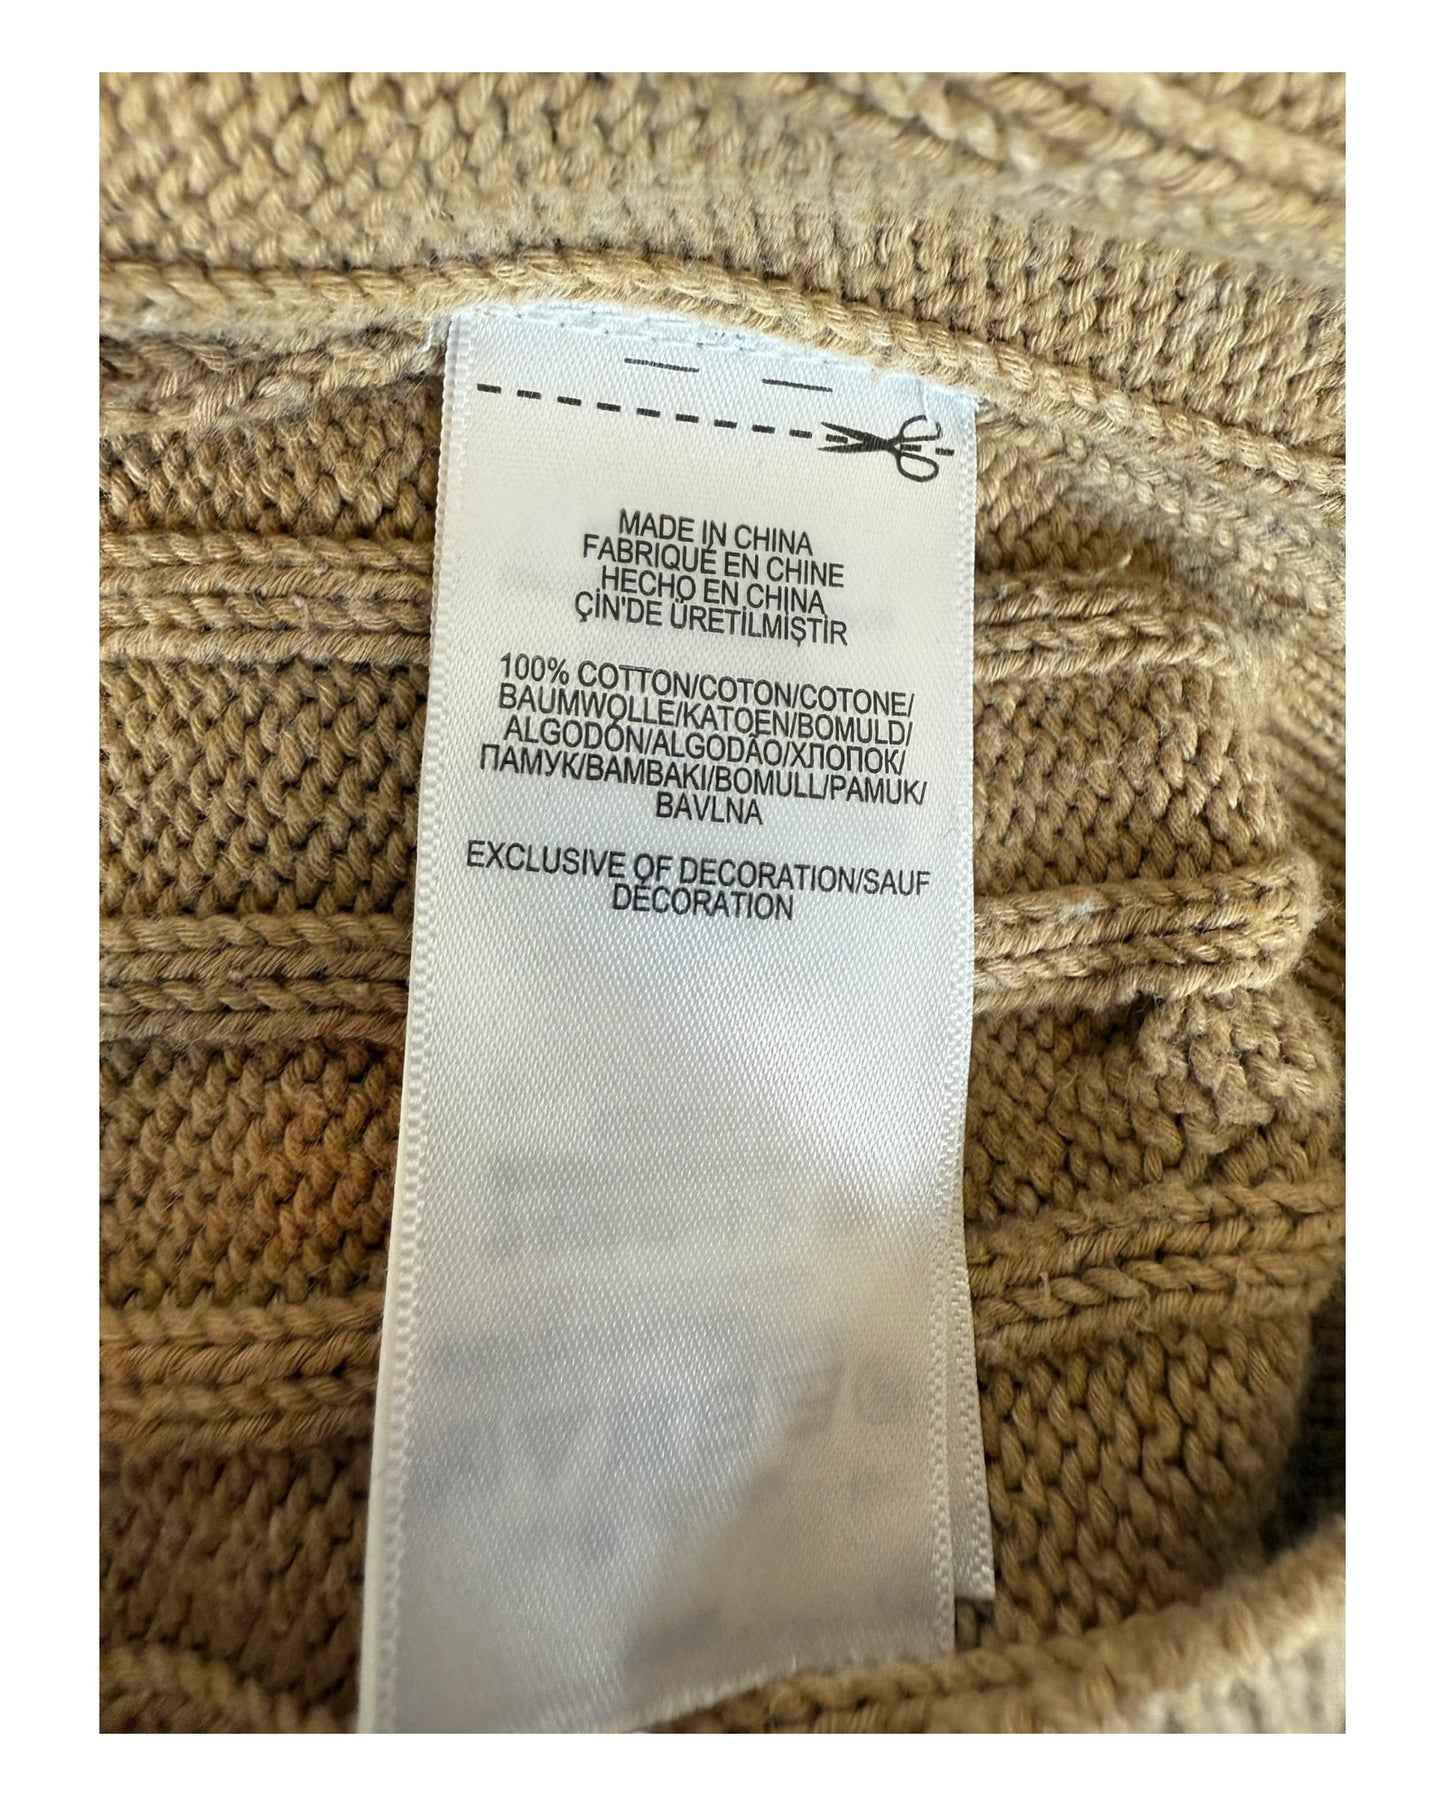 MADE IN CHINA
FABRIQUÉ EN CHINE
HECHO EN CHINA
ÇİN'DE ÜRETİLMİŞTİR
100% COTTON/COTON/COTONE/
BAUMWOLLE/KATOEN/BOMULD/
ALGODÓN/ALGODÃO/ХЛОПОК/
ПАМУК/BAMBAKI/BOMULL/PAMUK/
BAVLNA
EXCLUSIVE OF DECORATION/SAUF
DÉCORATION